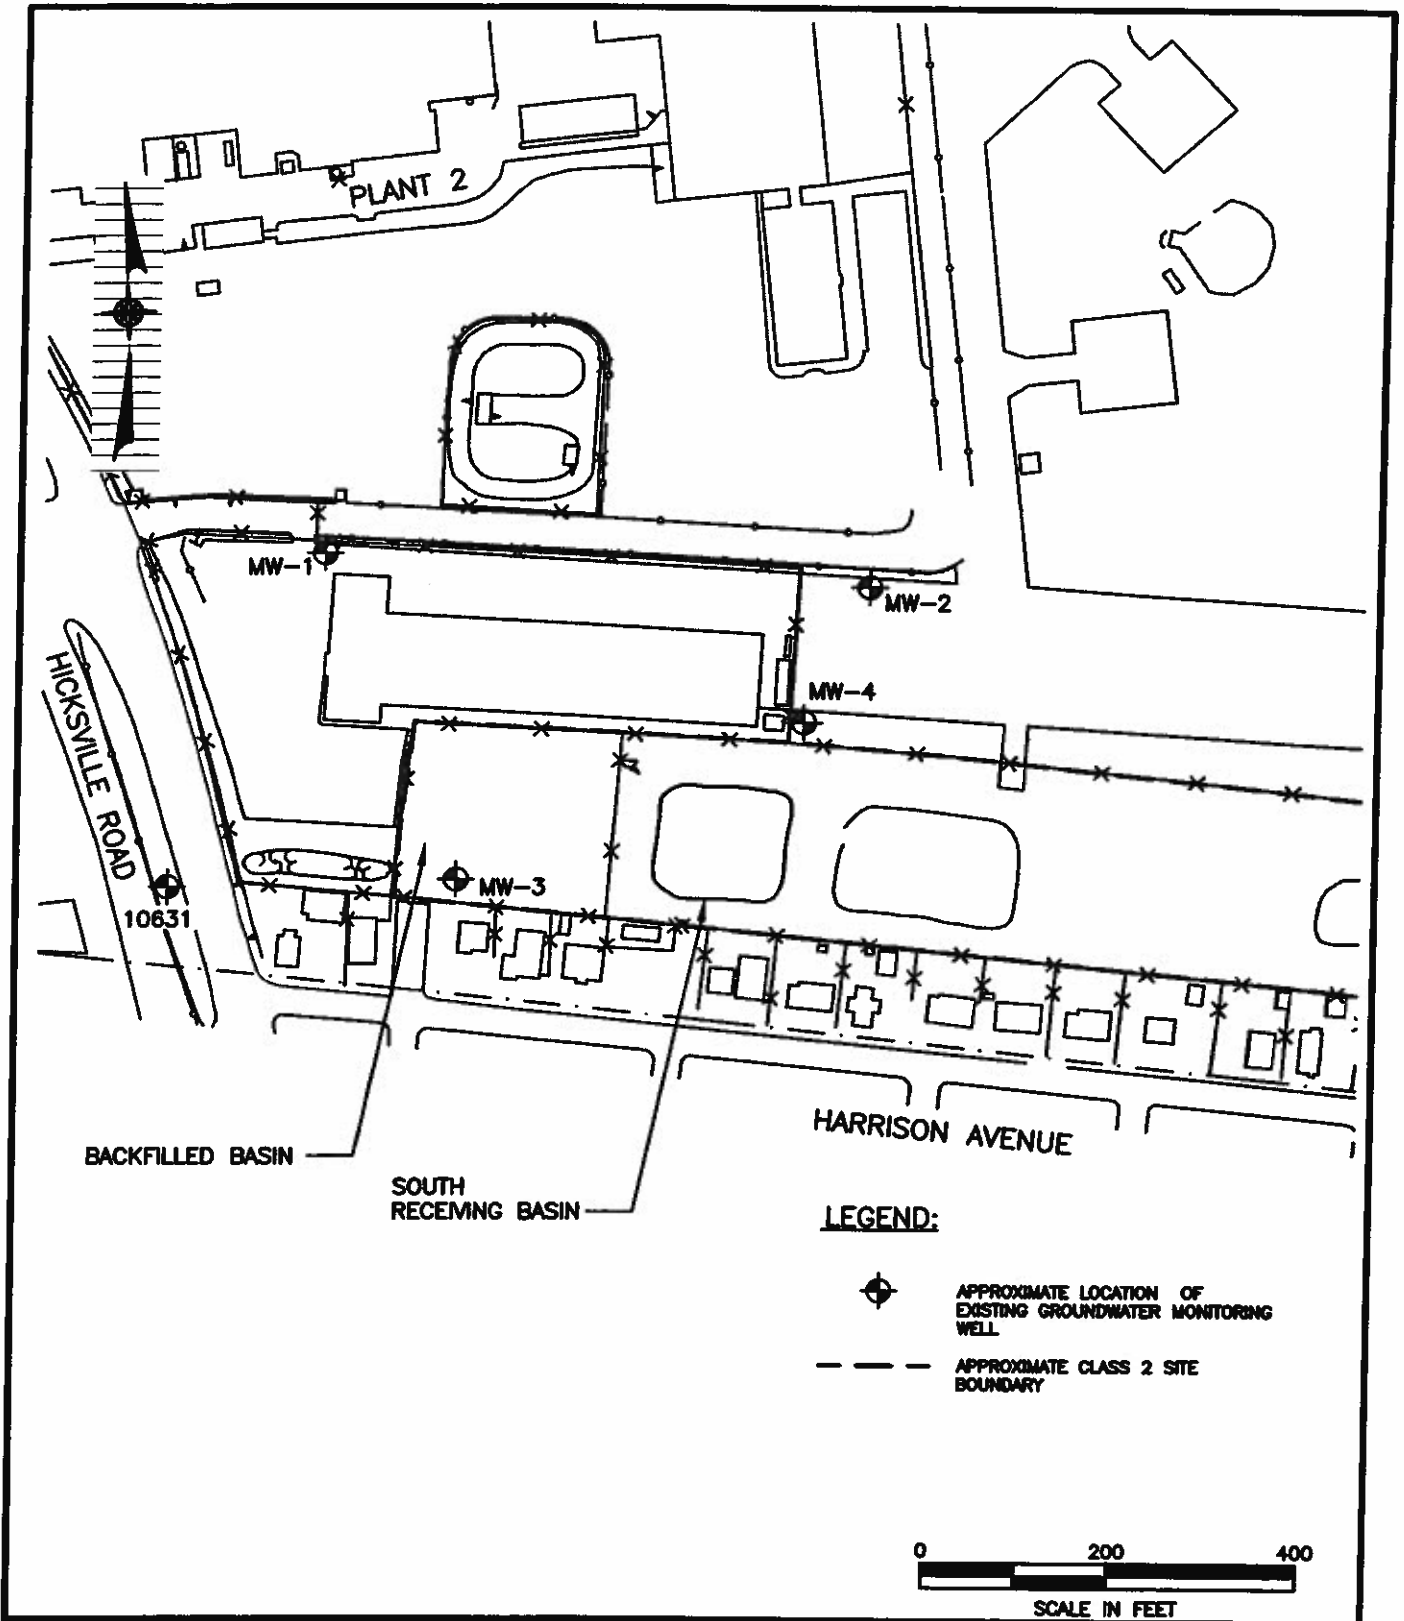 PLANT 2
MW-1
MW-2
HICKSVILLE ROAD
MW-4
MW-3
10631
HARRISON AVENUE
BACKFILLED BASIN
SOUTH
RECEIVING BASIN
LEGEND:
APPROXIMATE LOCATION OF
EXISTING GROUNDWATER MONITORING
WELL
APPROXIMATE CLASS 2 SITE
BOUNDARY
0 200 400
SCALE IN FEET